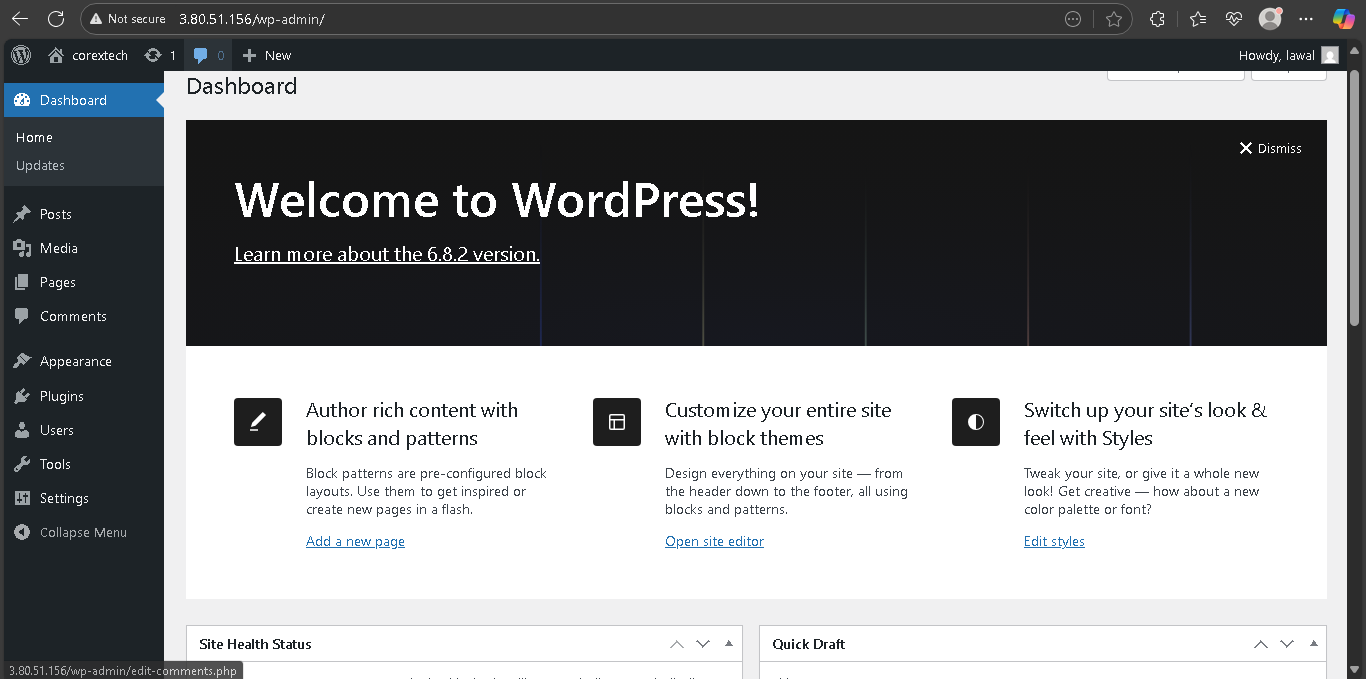 Not secure 3.80.51.156/wp-admin/
corextech 1 0 New Howdy, lawal
Dashboard
Home
Updates
Posts
Media
Pages
Comments
Appearance
Plugins
Users
Tools
Settings
Collapse Menu
Dashboard
Dismiss
Welcome to WordPress!
Learn more about the 6.8.2 version.
Author rich content with
blocks and patterns
Block patterns are pre-configured block
layouts. Use them to get inspired or
create new pages in a flash.
Add a new page
Customize your entire site
with block themes
Design everything on your site — from
the header down to the footer, all using
blocks and patterns.
Open site editor
Switch up your site’s look &
feel with Styles
Tweak your site, or give it a whole new
look! Get creative — how about a new
color palette or font?
Edit styles
Site Health Status
Quick Draft
3.80.51.156/wp-admin/edit-comments.php